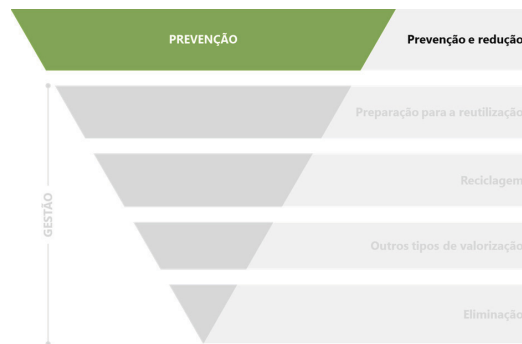 PREVENÇÃO
Prevenção e redução
Preparação para a reutilização
Reciclagem
Outros tipos de valorização
Eliminação
GESTÃO